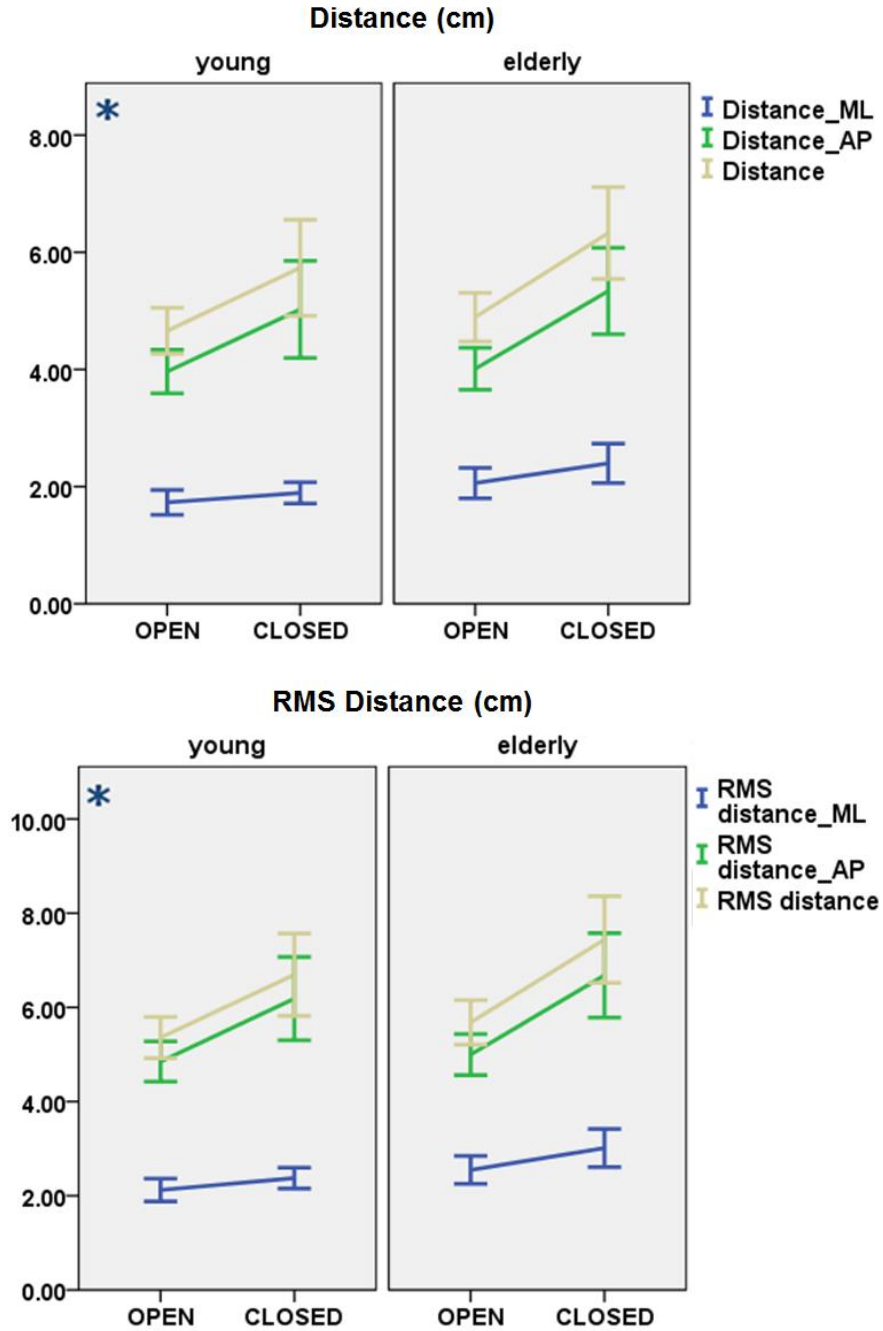 Distance (cm)
young
elderly
*
8.00
6.00
4.00
2.00
0.00
OPEN
CLOSED
OPEN
CLOSED
Distance_ML
Distance_AP
Distance
RMS Distance (cm)
young
elderly
*
10.00
8.00
6.00
4.00
2.00
0.00
OPEN
CLOSED
OPEN
CLOSED
RMS
distance_ML
RMS
distance_AP
RMS distance